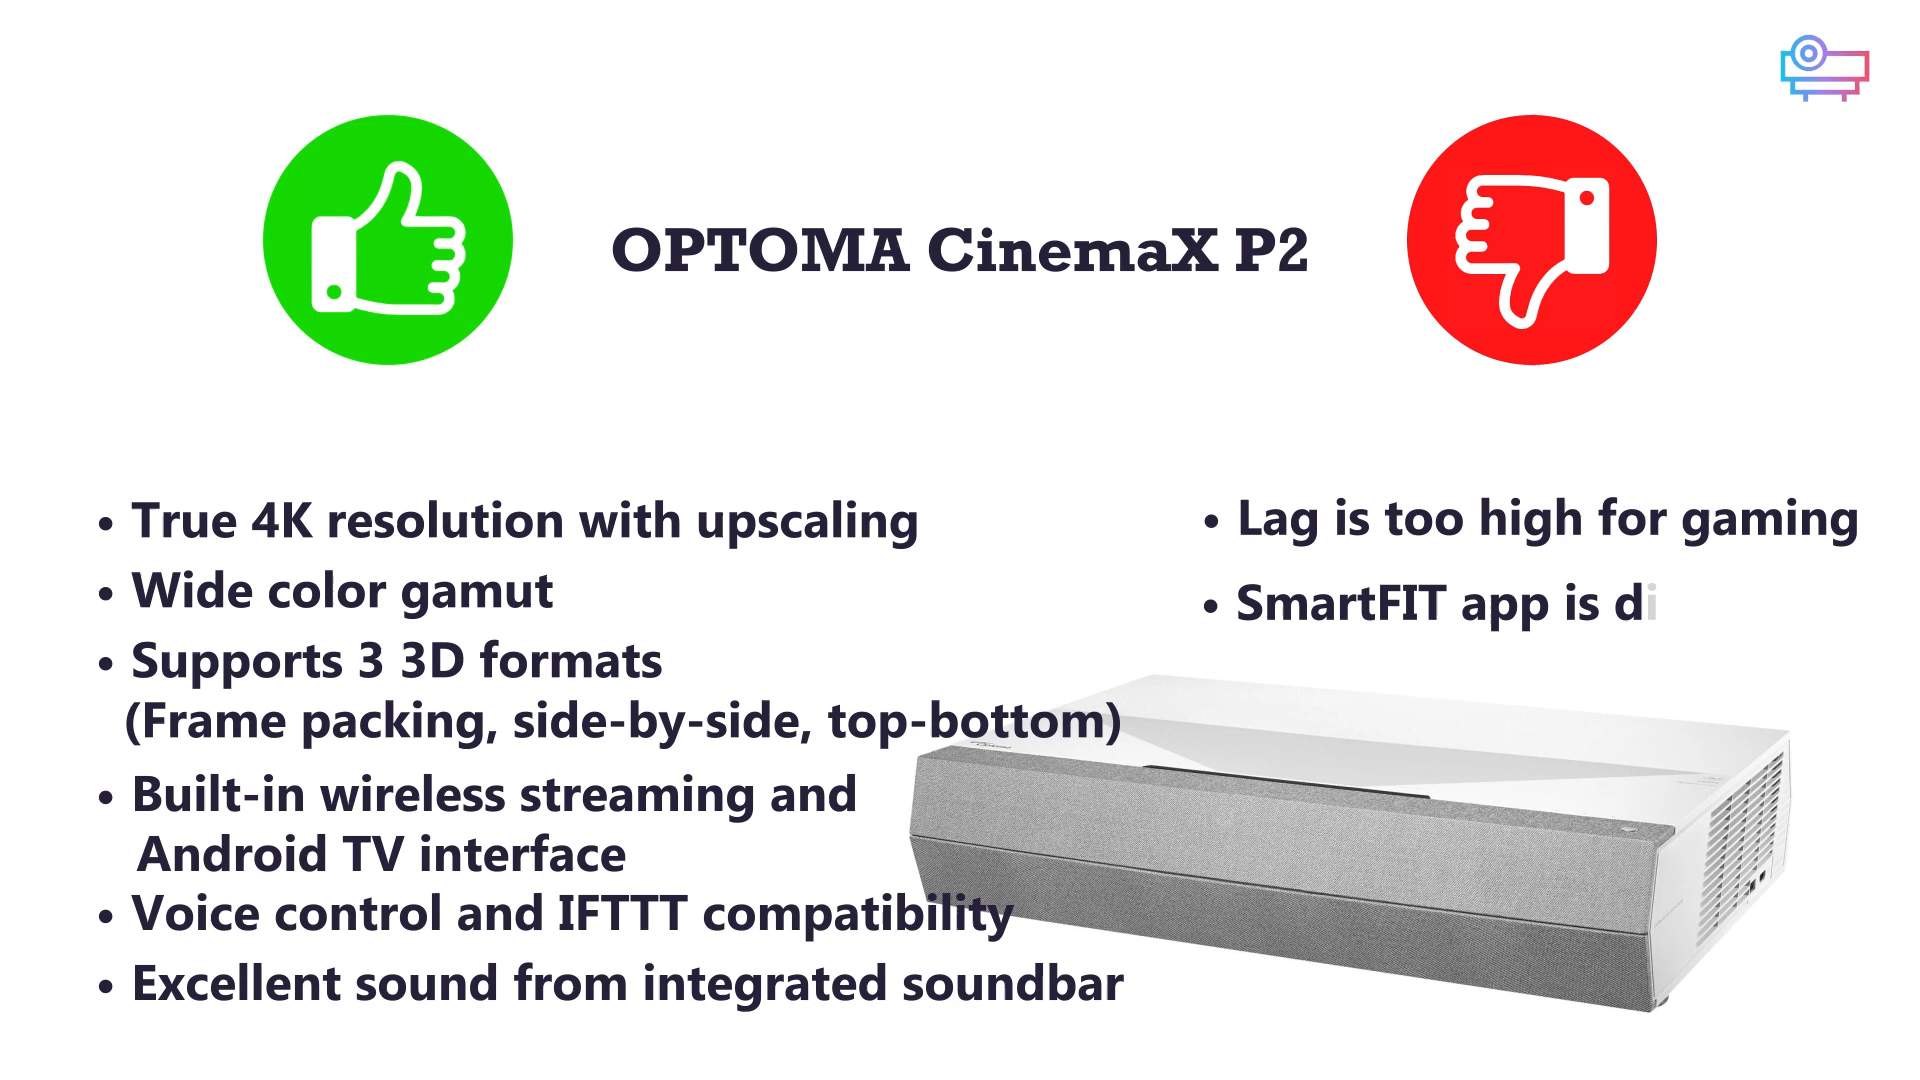 OPTOMA CinemaX P2
• True 4K resolution with upscaling
• Wide color gamut
• Supports 3 3D formats
(Frame packing, side-by-side, top-bottom)
• Built-in wireless streaming and
Android TV interface
• Voice control and IFTTT compatibility
• Excellent sound from integrated soundbar
• Lag is too high for gaming
• SmartFIT app is di
Optoma